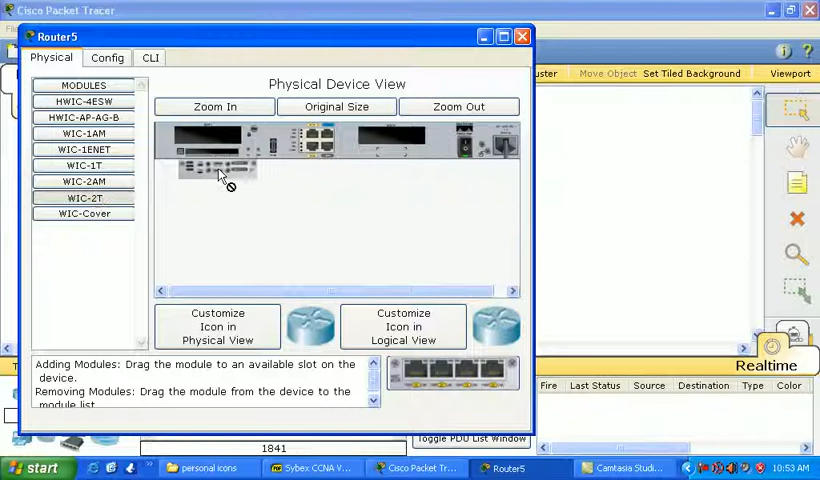 Cisco Packet Tracer
Router5
Physical
Config
CLI
uster
Move Object
Set Tiled Background
Viewport
MODULES
HWIC-4ESW
HWIC-AP-AG-B
WIC-1AM
WIC-1ENET
WIC-1T
WIC-2AM
WIC-2T
WIC-Cover
Physical Device View
Zoom In
Original Size
Zoom Out
Customize
Icon in
Physical View
Customize
Icon in
Logical View
Adding Modules: Drag the module to an available slot on the
device.
Removing Modules: Drag the module from the device to the
module list.
Realtime
Fire
Last Status
Source
Destination
Type
Color
1841
Toggle PDU List Window
start
personal icons
Sybex CCNA V...
Cisco Packet Tra...
Router5
Camtasia Studi...
10:53 AM